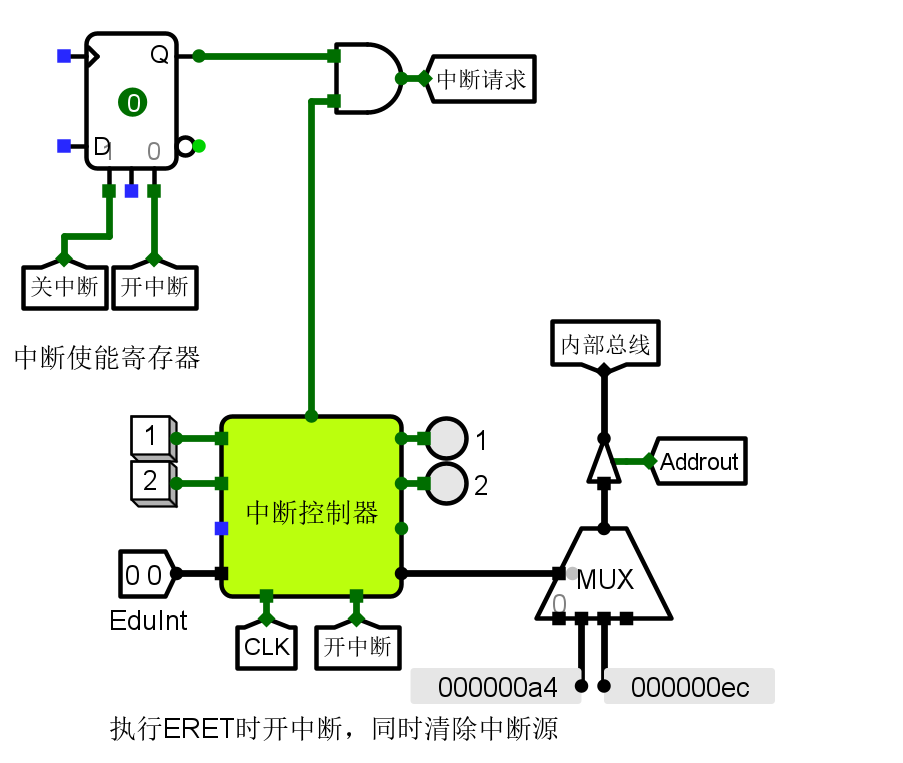 Q
0
D
1
0
中断请求
关中断
开中断
中断使能寄存器
内部总线
1
1
2
2
Addrout
中断控制器
0 0
MUX
0
EduInt
CLK
开中断
000000a4
000000ec
执行ERET时开中断，同时清除中断源